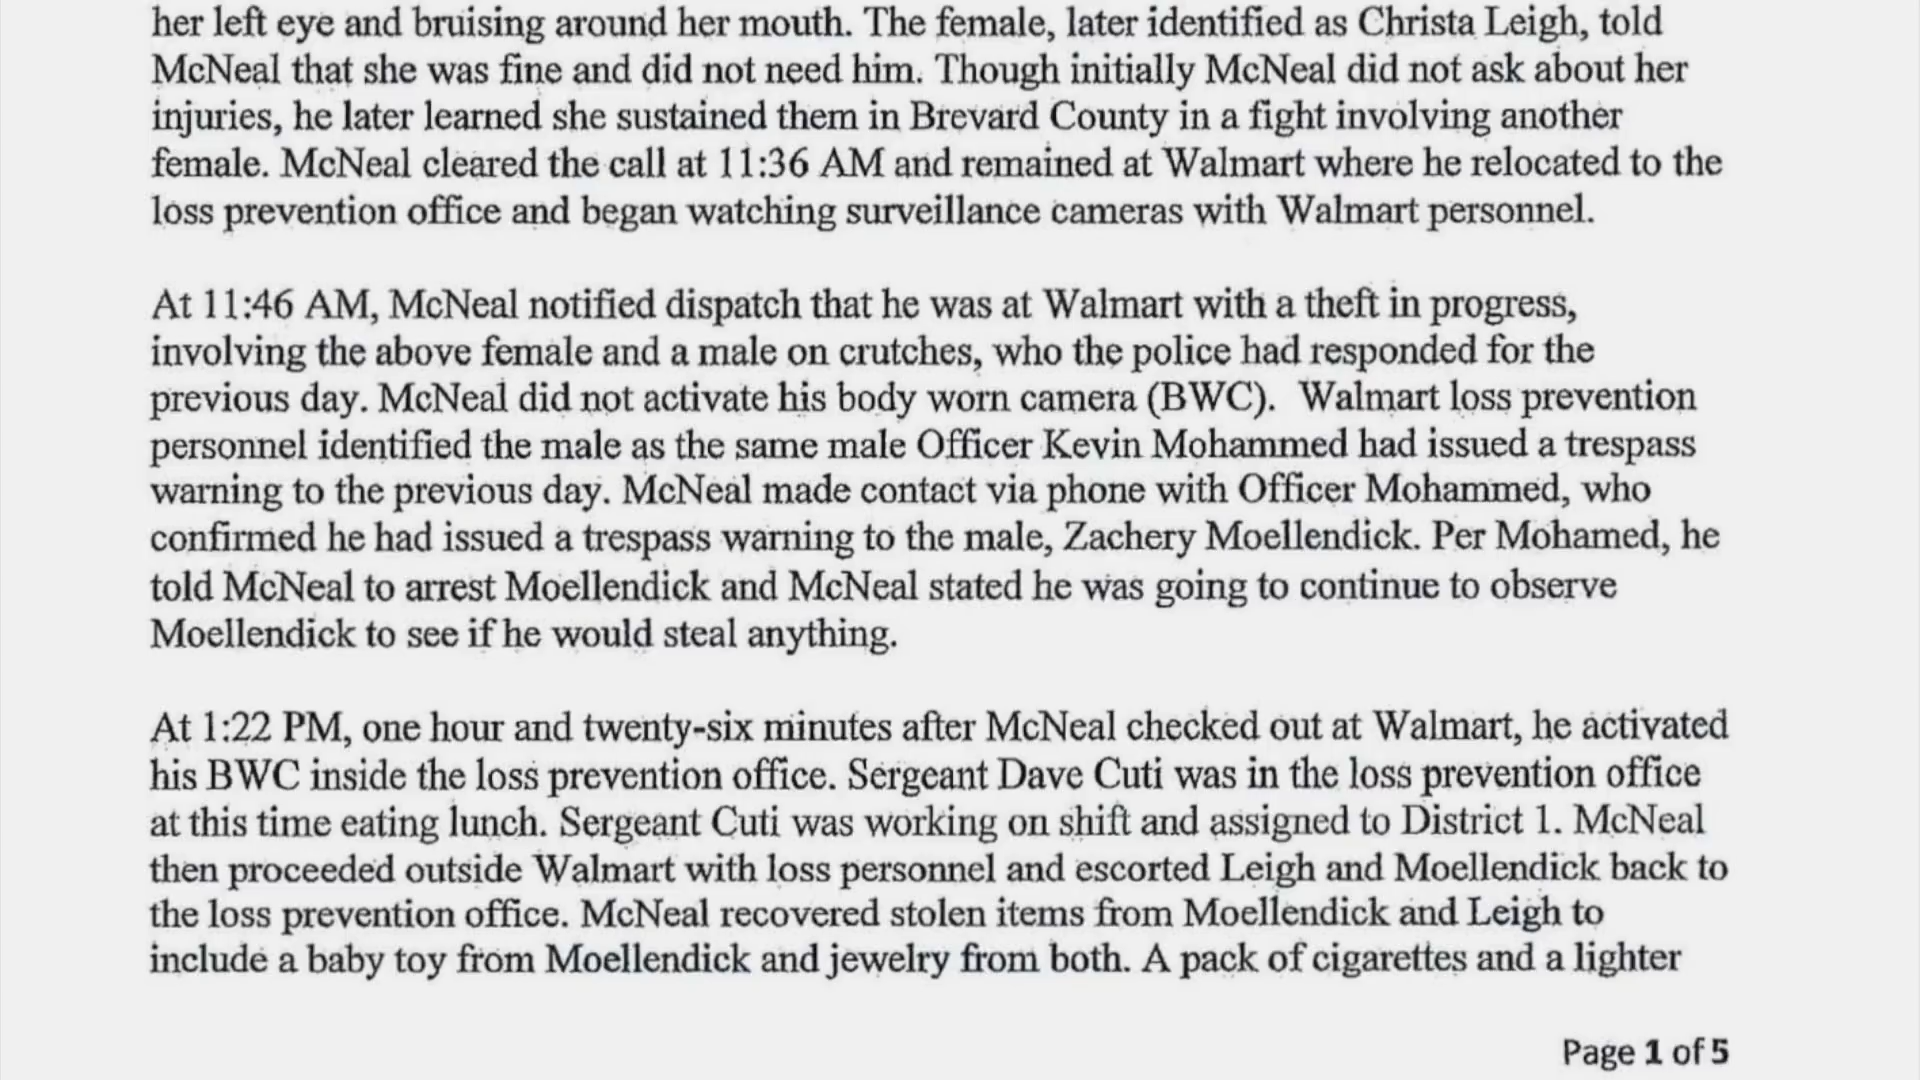 her left eye and bruising around her mouth. The female, later identified as Christa Leigh, told
McNeal that she was fine and did not need him. Though initially McNeal did not ask about her
injuries, he later learned she sustained them in Brevard County in a fight involving another
female. McNeal cleared the call at 11:36 AM and remained at Walmart where he relocated to the
loss prevention office and began watching surveillance cameras with Walmart personnel.
At 11:46 AM, McNeal notified dispatch that he was at Walmart with a theft in progress,
involving the above female and a male on crutches, who the police had responded for the
previous day. McNeal did not activate his body worn camera (BWC). Walmart loss prevention
personnel identified the male as the same male Officer Kevin Mohammed had issued a trespass
warning to the previous day. McNeal made contact via phone with Officer Mohammed, who
confirmed he had issued a trespass warning to the male, Zachery Moellendick. Per Mohamed, he
told McNeal to arrest Moellendick and McNeal stated he was going to continue to observe
Moellendick to see if he would steal anything.
At 1:22 PM, one hour and twenty-six minutes after McNeal checked out at Walmart, he activated
his BWC inside the loss prevention office. Sergeant Dave Cuti was in the loss prevention office
at this time eating lunch. Sergeant Cuti was working on shift and assigned to District 1. McNeal
then proceeded outside Walmart with loss personnel and escorted Leigh and Moellendick back to
the loss prevention office. McNeal recovered stolen items from Moellendick and Leigh to
include a baby toy from Moellendick and jewelry from both. A pack of cigarettes and a lighter
Page 1 of 5